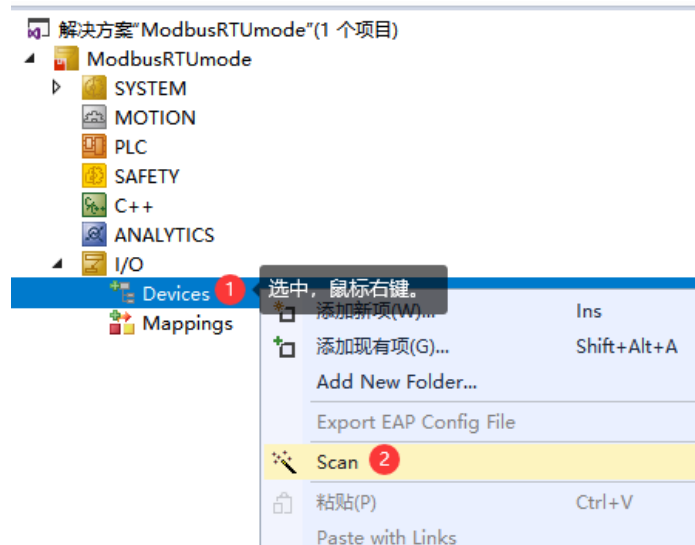 解决方案"ModbusRTUmode"(1 个项目)
ModbusRTUmode
SYSTEM
MOTION
PLC
SAFETY
C++
ANALYTICS
I/O
Devices 1 选中，鼠标右键。
Mappings
添加新项(W)... Ins
添加现有项(G)... Shift+Alt+A
Add New Folder...
Export EAP Config File
Scan 2
粘贴(P) Ctrl+V
Paste with Links